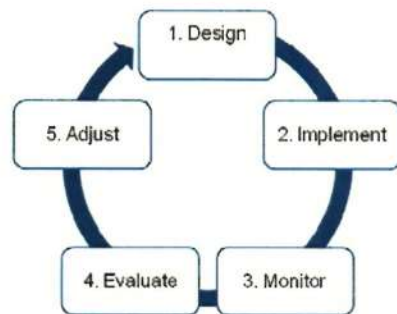 1. Design
2. Implement
3. Monitor
4. Evaluate
5. Adjust